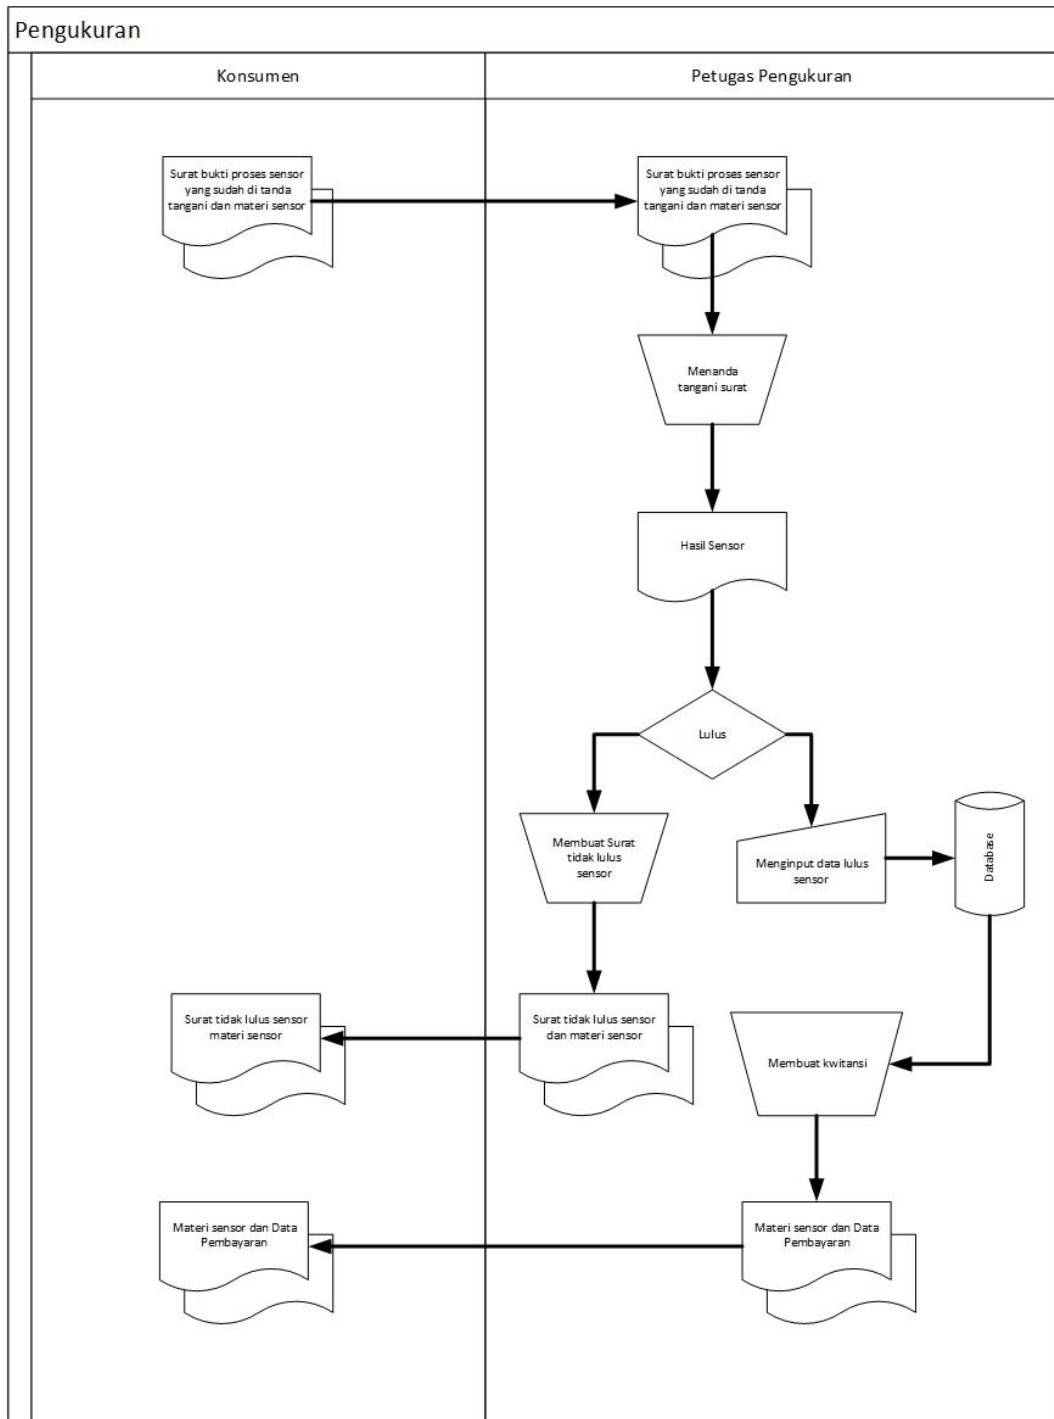 Pengukuran
Konsumen
Petugas Pengukuran
Surat bukti proses sensor
yang sudah di tanda
tangani dan materi sensor
Surat bukti proses sensor
yang sudah di tanda
tangani dan materi sensor
Menanda
tangani surat
Hasil Sensor
Lulus
Membuat Surat
tidak lulus
sensor
Menginput data lulus
sensor
Database
Surat tidak lulus sensor
materi sensor
Surat tidak lulus sensor
dan materi sensor
Membuat kwitansi
Materi sensor dan Data
Pembayaran
Materi sensor dan Data
Pembayaran